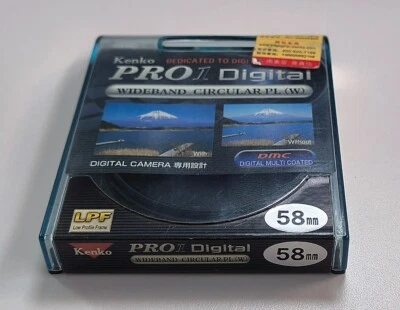 Kenko
DEDICATED TO
PRO1 Digital
WIDEBAND CIRCULAR PL (W)
With
Without
DIGITAL CAMERA 専用設計
DMC
DIGITAL MULTI COATED
LPF
Low Profile Frame
58mm
Kenko
PRO1 Digital
WIDEBAND CIRCULAR PL (W)
58mm